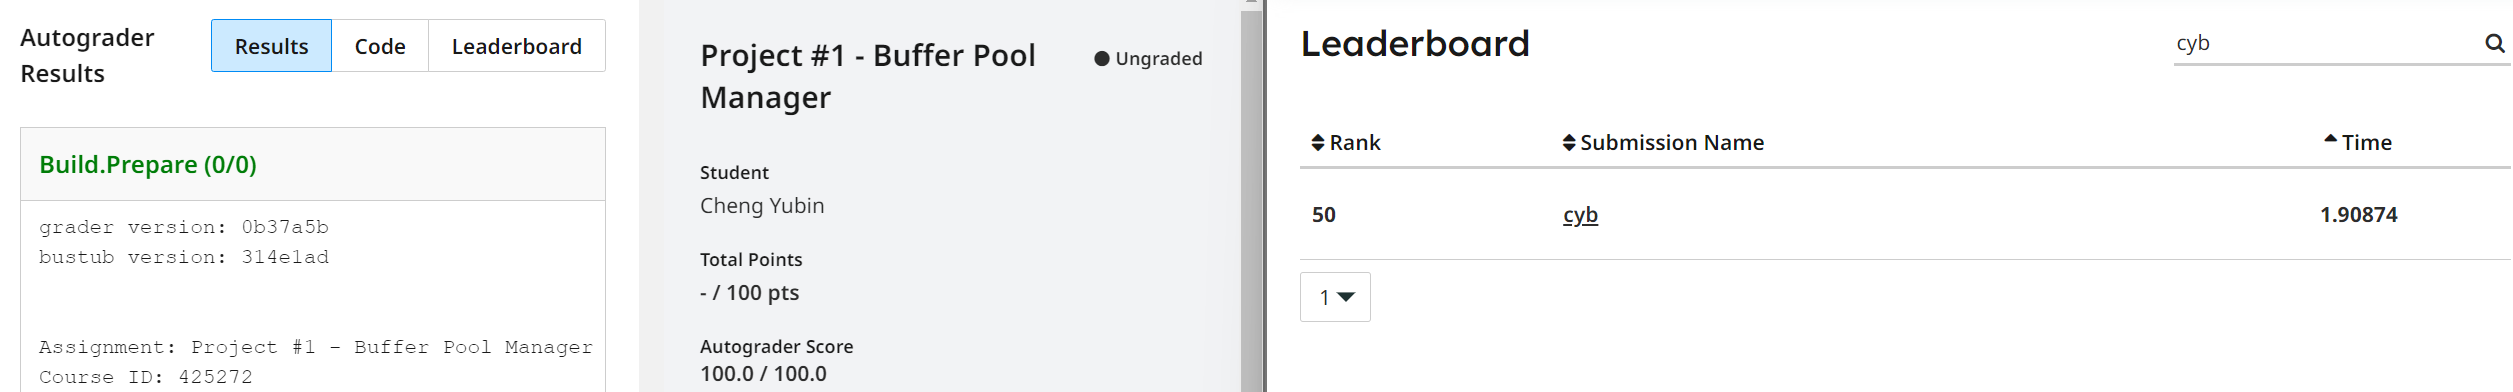 Autograder
Results
Results
Code
Leaderboard
Build.Prepare (0/0)
grader version: 0b37a5b
bustub version: 314e1ad
Assignment: Project #1 - Buffer Pool Manager
Course ID: 425272
Project #1 - Buffer Pool
Manager
Ungraded
Student
Cheng Yubin
Total Points
- / 100 pts
Autograder Score
100.0 / 100.0
Leaderboard
cyb
Rank
Submission Name
Time
50
cyb
1.90874
1